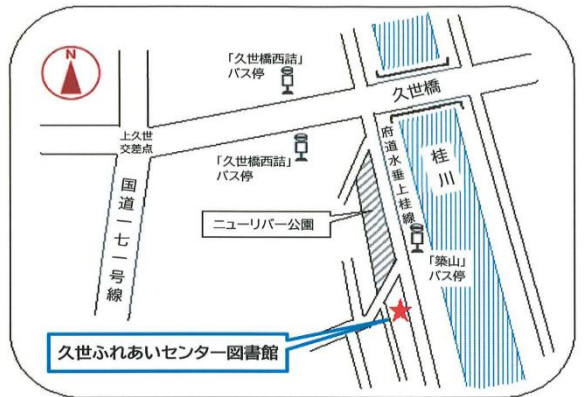 N
「久世橋西詰」
バス停
久世橋
上久世
交差点
「久世橋西詰」
バス停
府道水垂上桂線
桂川
国道一七一号線
ニューリバー公園
「築山」
バス停
久世ふれあいセンター図書館